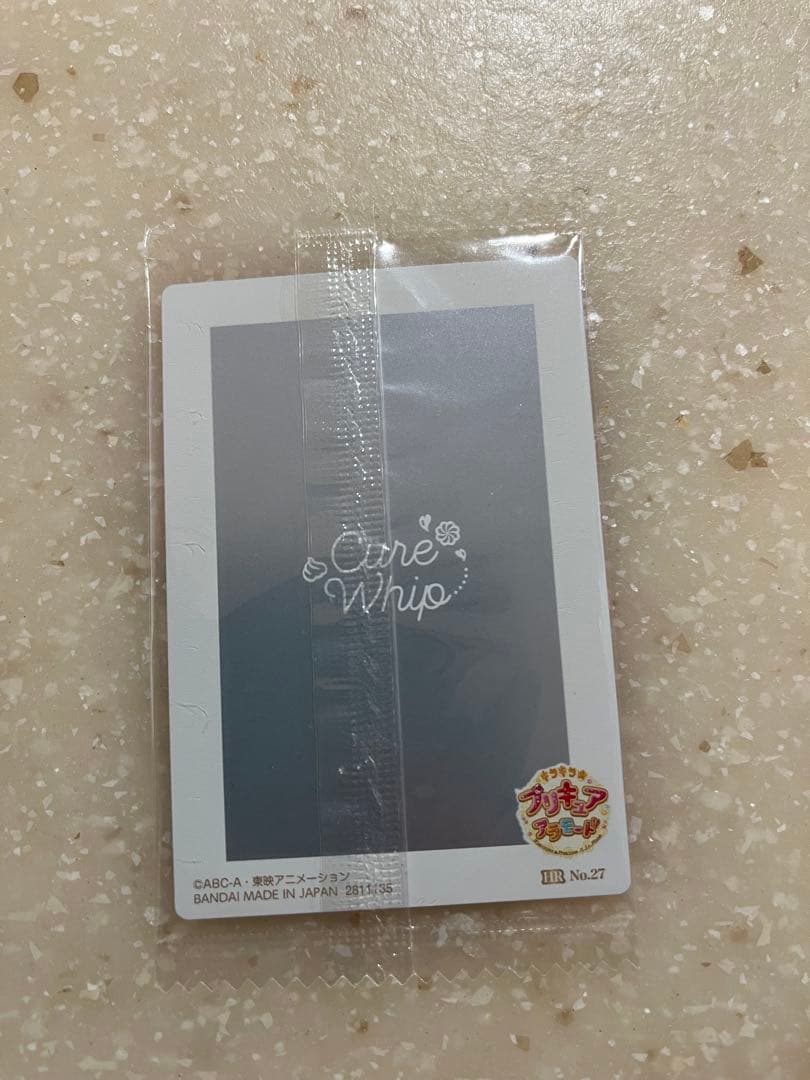 Cure
Whip
キラキラ☆
プリキュア
アラモード
©ABC-A・東映アニメーション
BANDAI MADE IN JAPAN 2811135
HR No.27